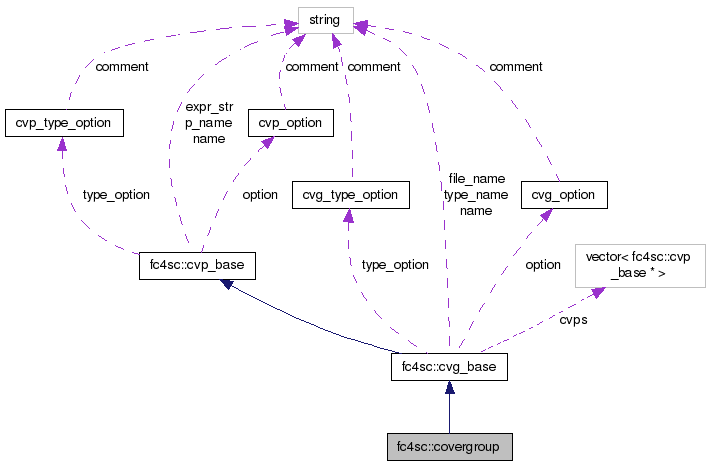 string
comment
comment
comment
comment
expr_str
p_name
name
cvp_type_option
cvp_option
type_option
option
cvg_type_option
file_name
type_name
name
cvg_option
fc4sc::cvp_base
type_option
option
vector< fc4sc::cvp
_base * >
cvps
fc4sc::cvg_base
fc4sc::covergroup